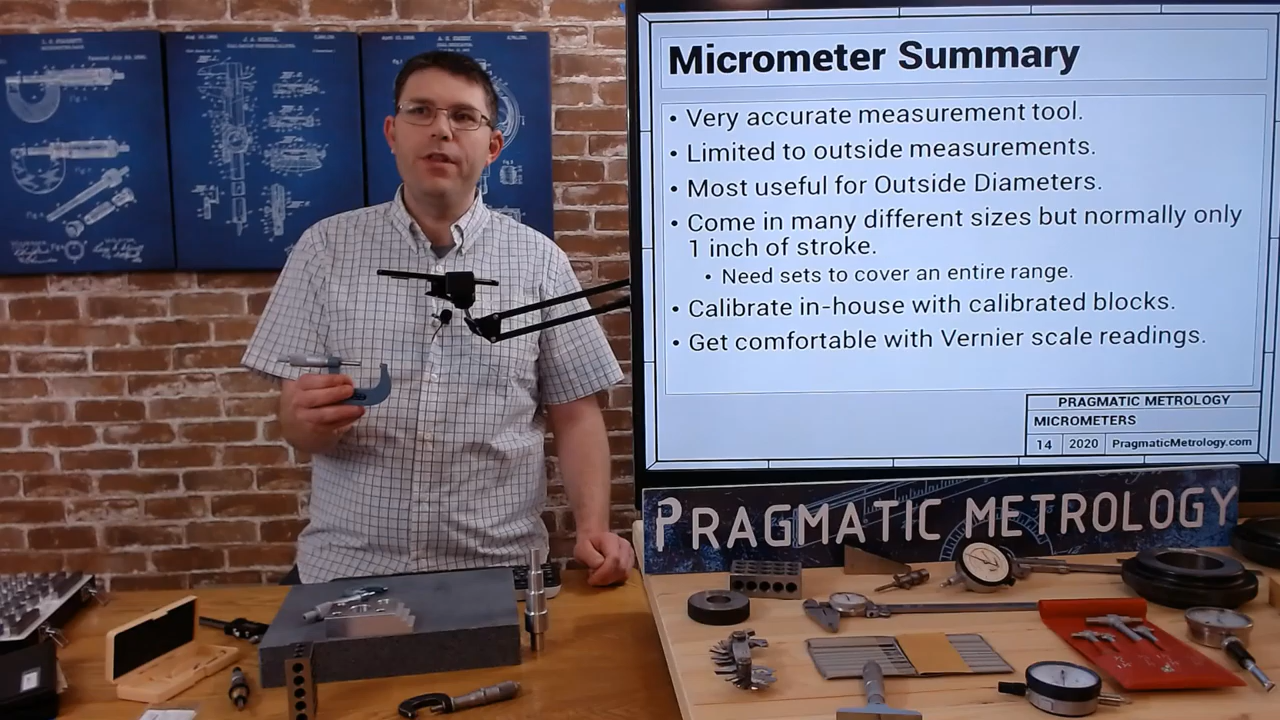 Micrometer Summary
• Very accurate measurement tool.
• Limited to outside measurements.
• Most useful for Outside Diameters.
• Come in many different sizes but normally only
1 inch of stroke.
• Need sets to cover an entire range.
• Calibrate in-house with calibrated blocks.
• Get comfortable with Vernier scale readings.
PRAGMATIC METROLOGY
MICROMETERS
14 2020 PragmaticMetrology.com
PRAGMATIC METROLOGY